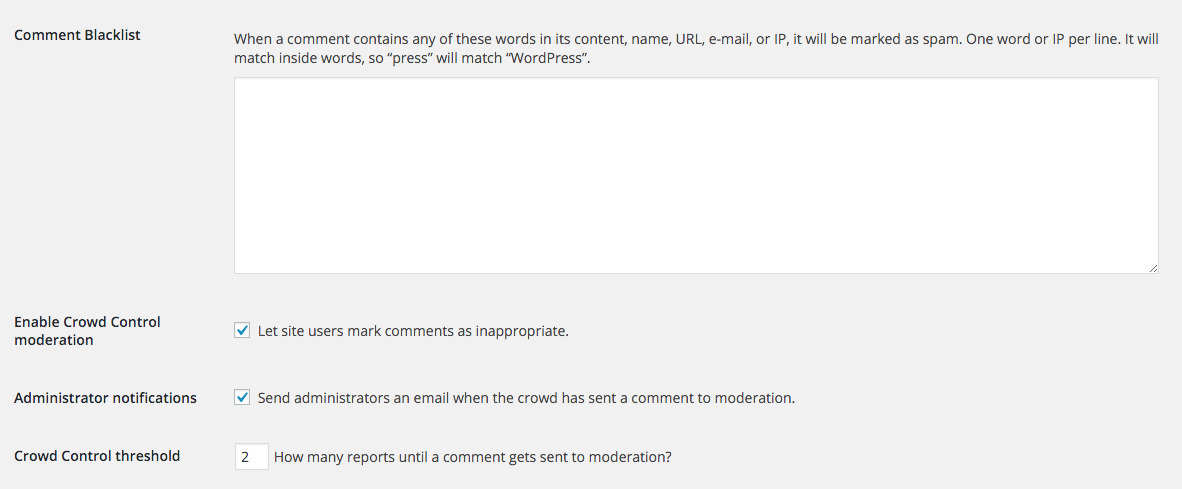 Comment Blacklist
When a comment contains any of these words in its content, name, URL, e-mail, or IP, it will be marked as spam. One word or IP per line. It will
match inside words, so “press” will match “WordPress”.
Enable Crowd Control
moderation
Let site users mark comments as inappropriate.
Administrator notifications
Send administrators an email when the crowd has sent a comment to moderation.
Crowd Control threshold
2 How many reports until a comment gets sent to moderation?